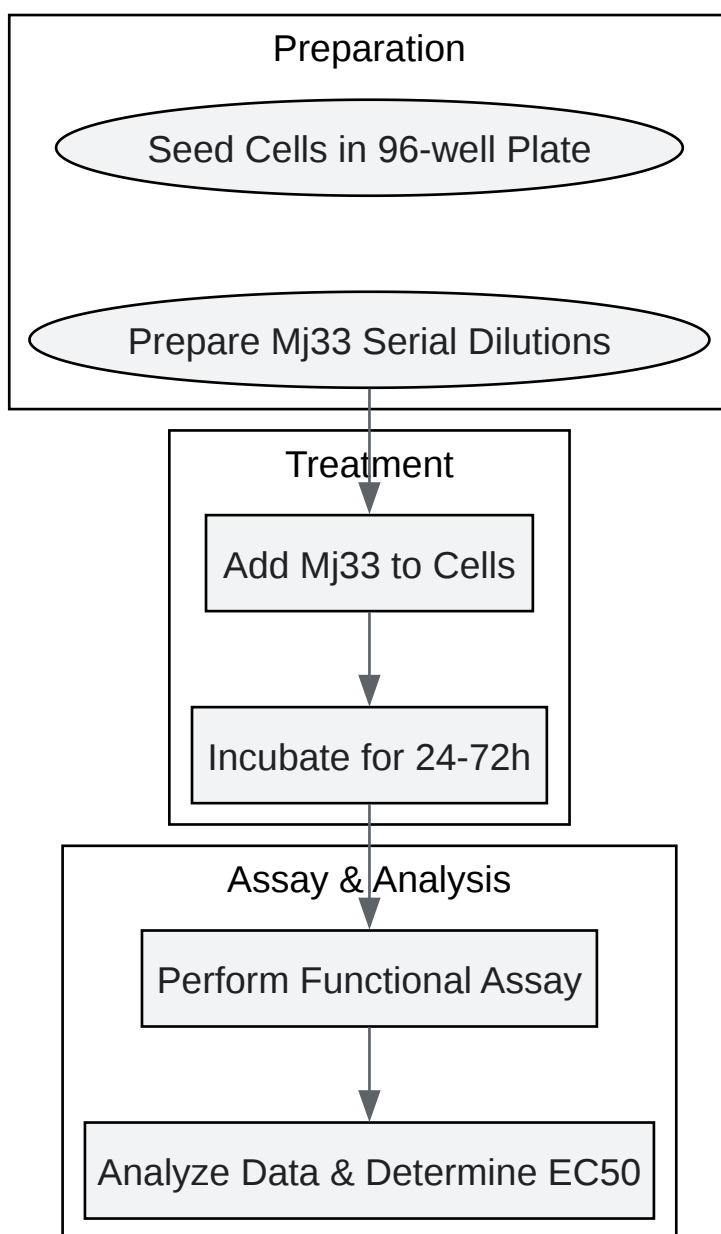 Preparation
Seed Cells in 96-well Plate
Prepare Mj33 Serial Dilutions
Treatment
Add Mj33 to Cells
Incubate for 24-72h
Assay & Analysis
Perform Functional Assay
Analyze Data & Determine EC50